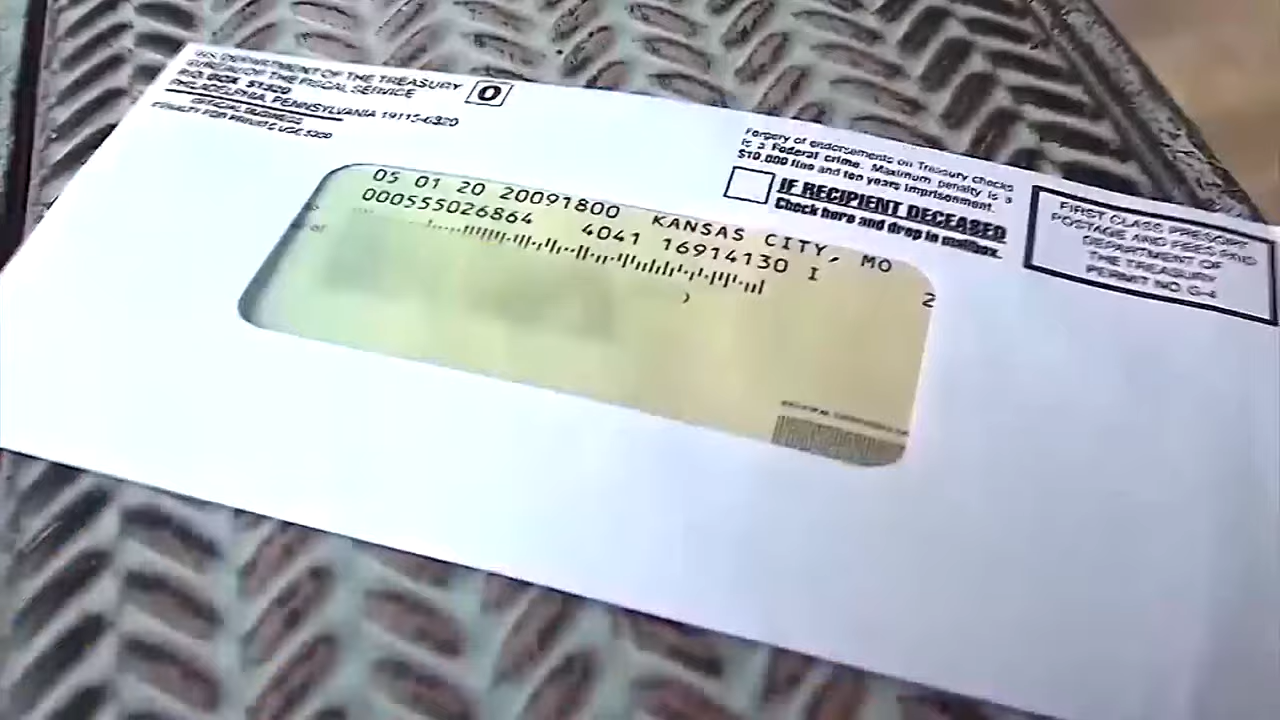 US DEPARTMENT OF THE TREASURY
BUREAU OF THE FISCAL SERVICE
P.O. BOX 51320
PHILADELPHIA, PENNSYLVANIA 19115-6320
OFFICIAL BUSINESS
PENALTY FOR PRIVATE USE $300
O
Forgery of endorsements on Treasury checks
is a Federal crime. Maximum penalty is a
$10,000 fine and ten years imprisonment.
IF RECIPIENT DECEASED
Check here and drop in mailbox.
FIRST CLASS PRESORT
POSTAGE AND FEES PAID
DEPARTMENT OF
THE TREASURY
PERMIT NO. G-4
05 01 20 20091800 KANSAS CITY, MO
000555026864 4041 16914130 I
2